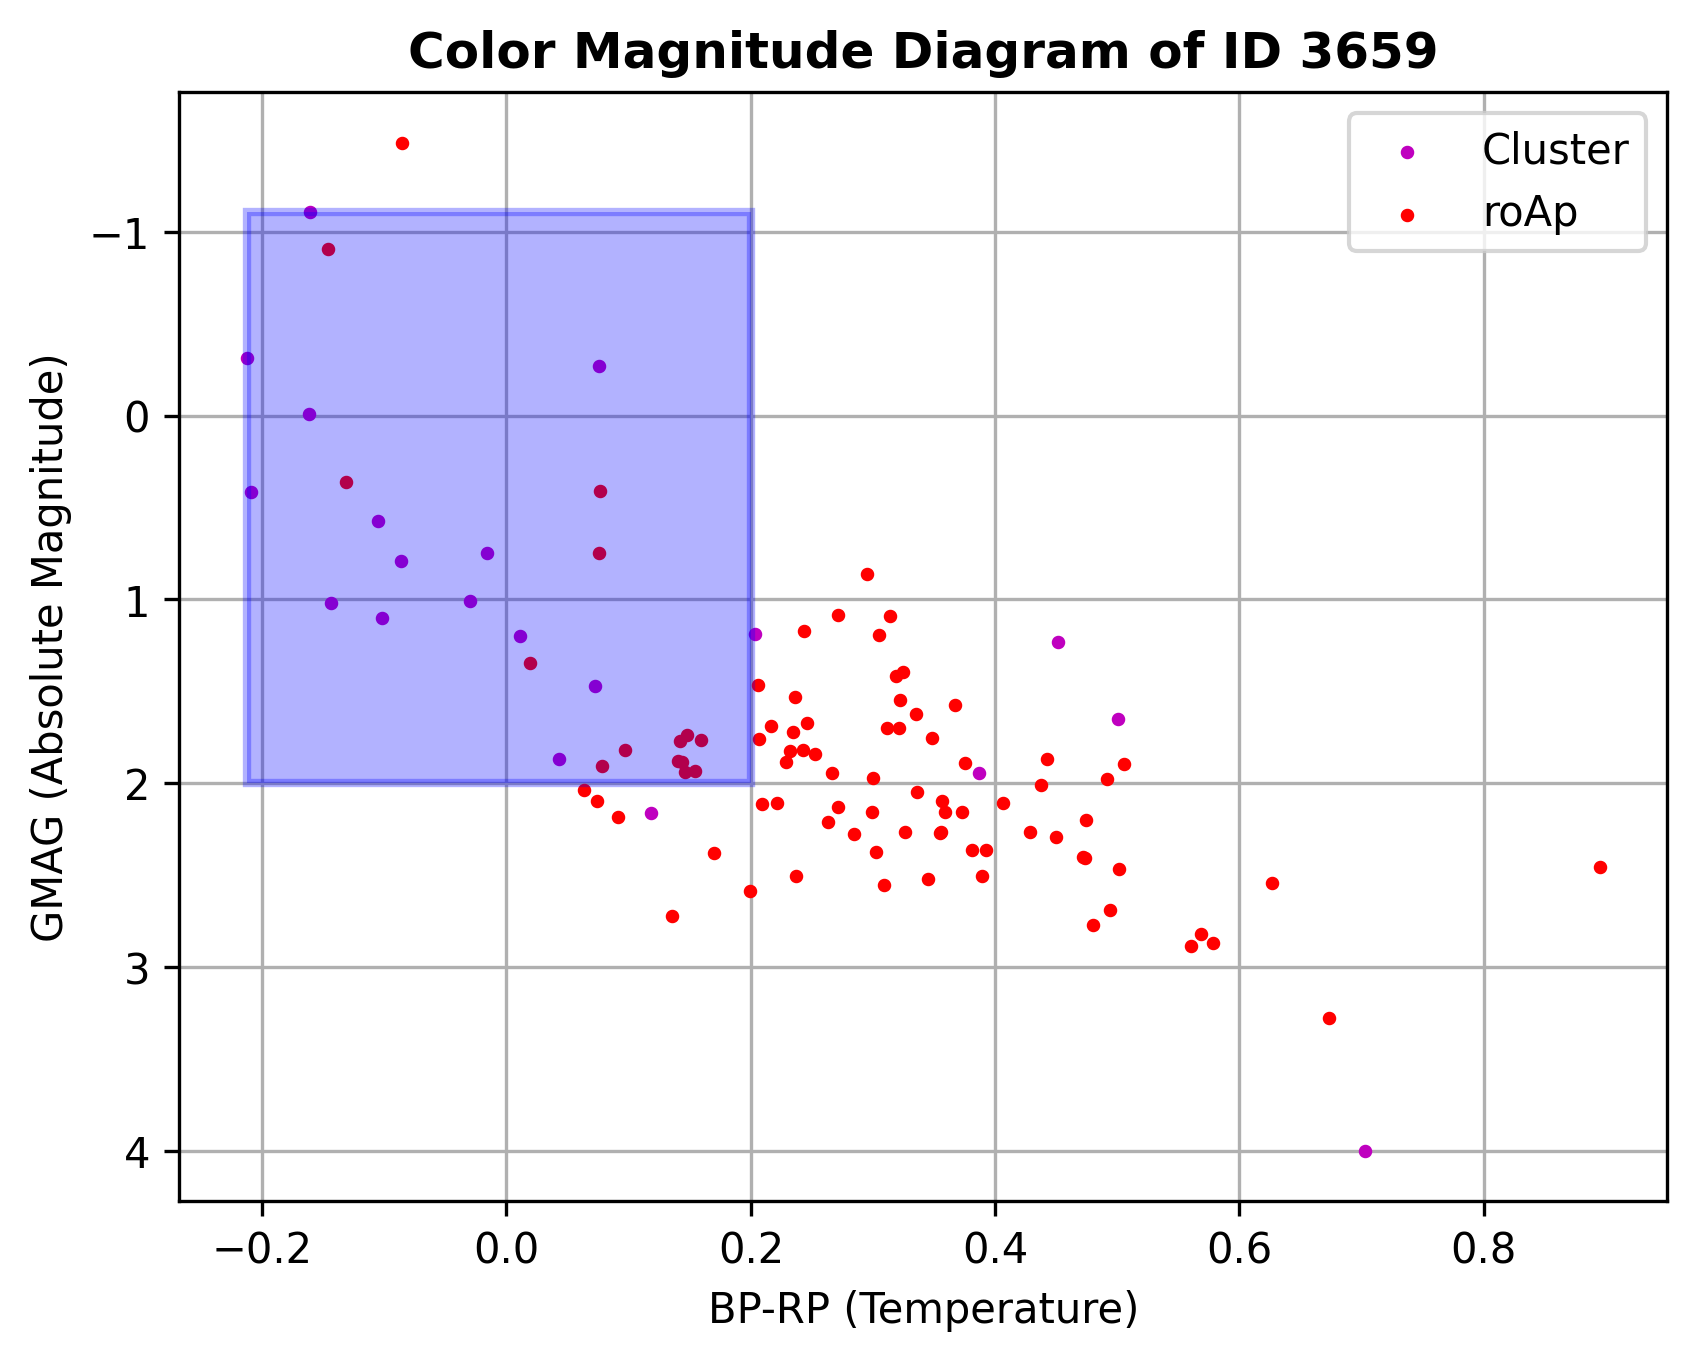 Color Magnitude Diagram of ID 3659
Cluster
roAp
GMAG (Absolute Magnitude)
−1
0
1
2
3
4
−0.2 0.0 0.2 0.4 0.6 0.8
BP-RP (Temperature)